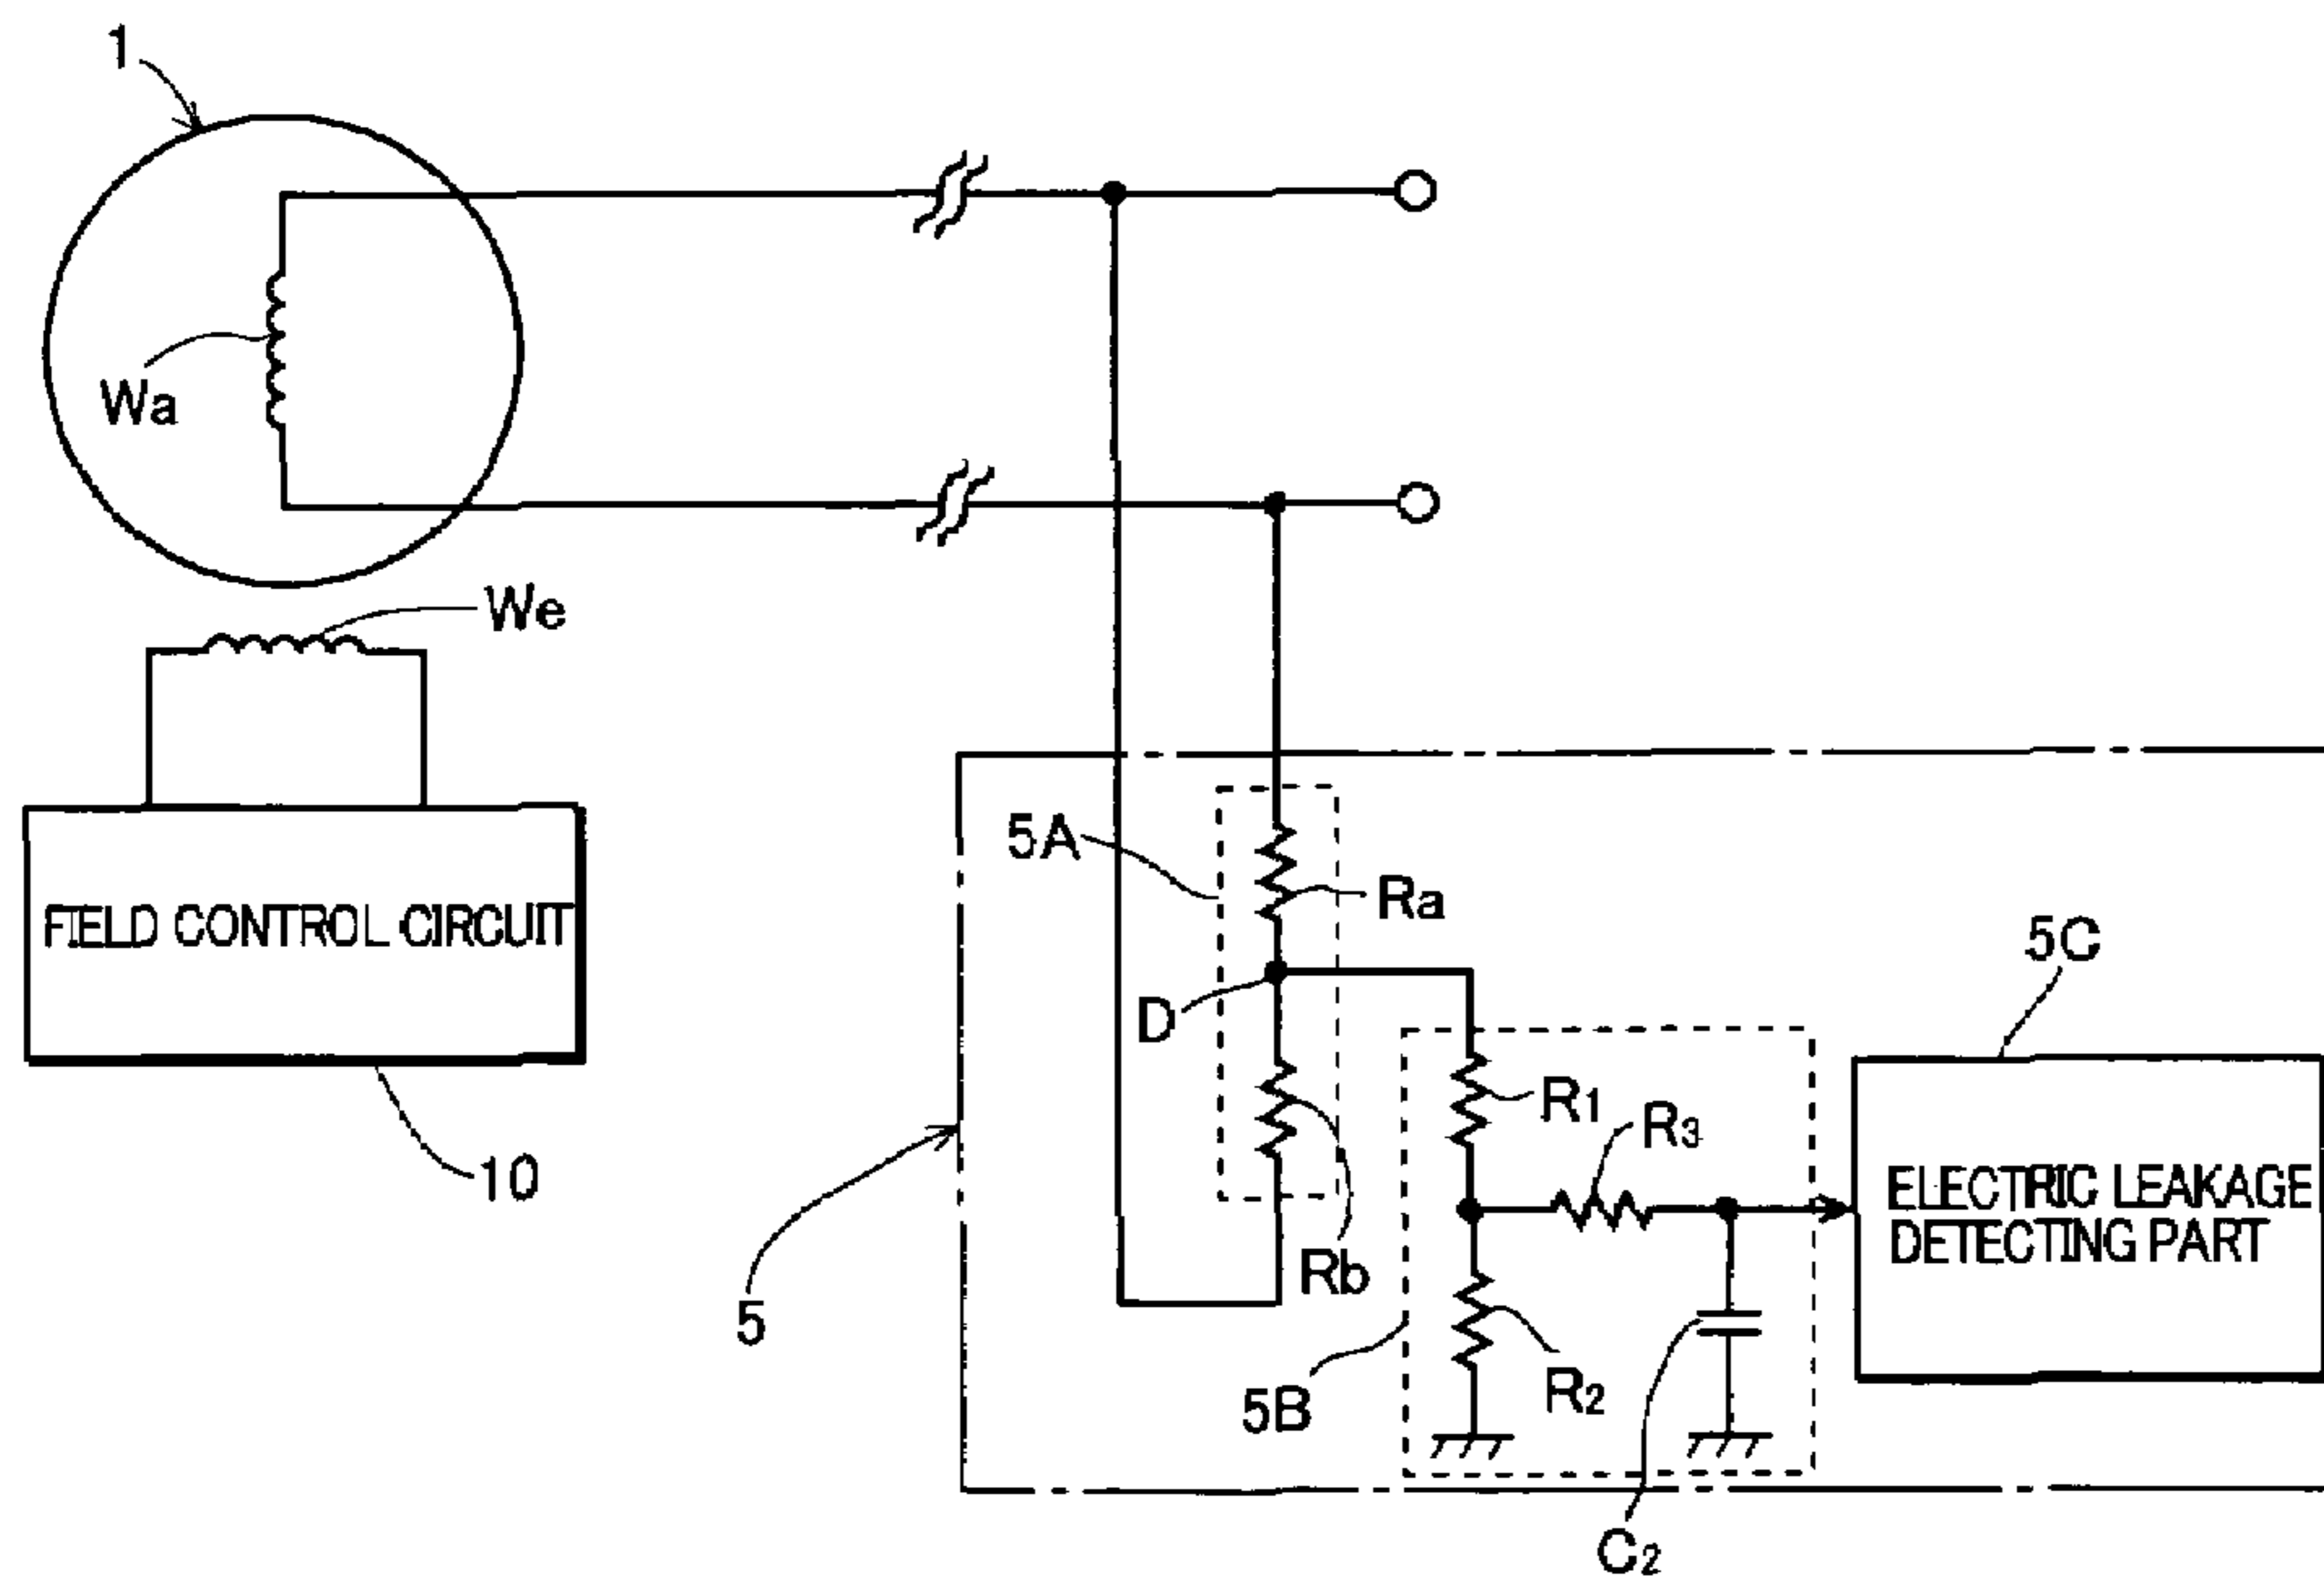 1
Wa
We
FIELD CONTROL CIRCUIT
10
5A
Ra
D
5C
R1
R3
ELECTRIC LEAKAGE
DETECTING PART
Rb
5
R2
5B
C2